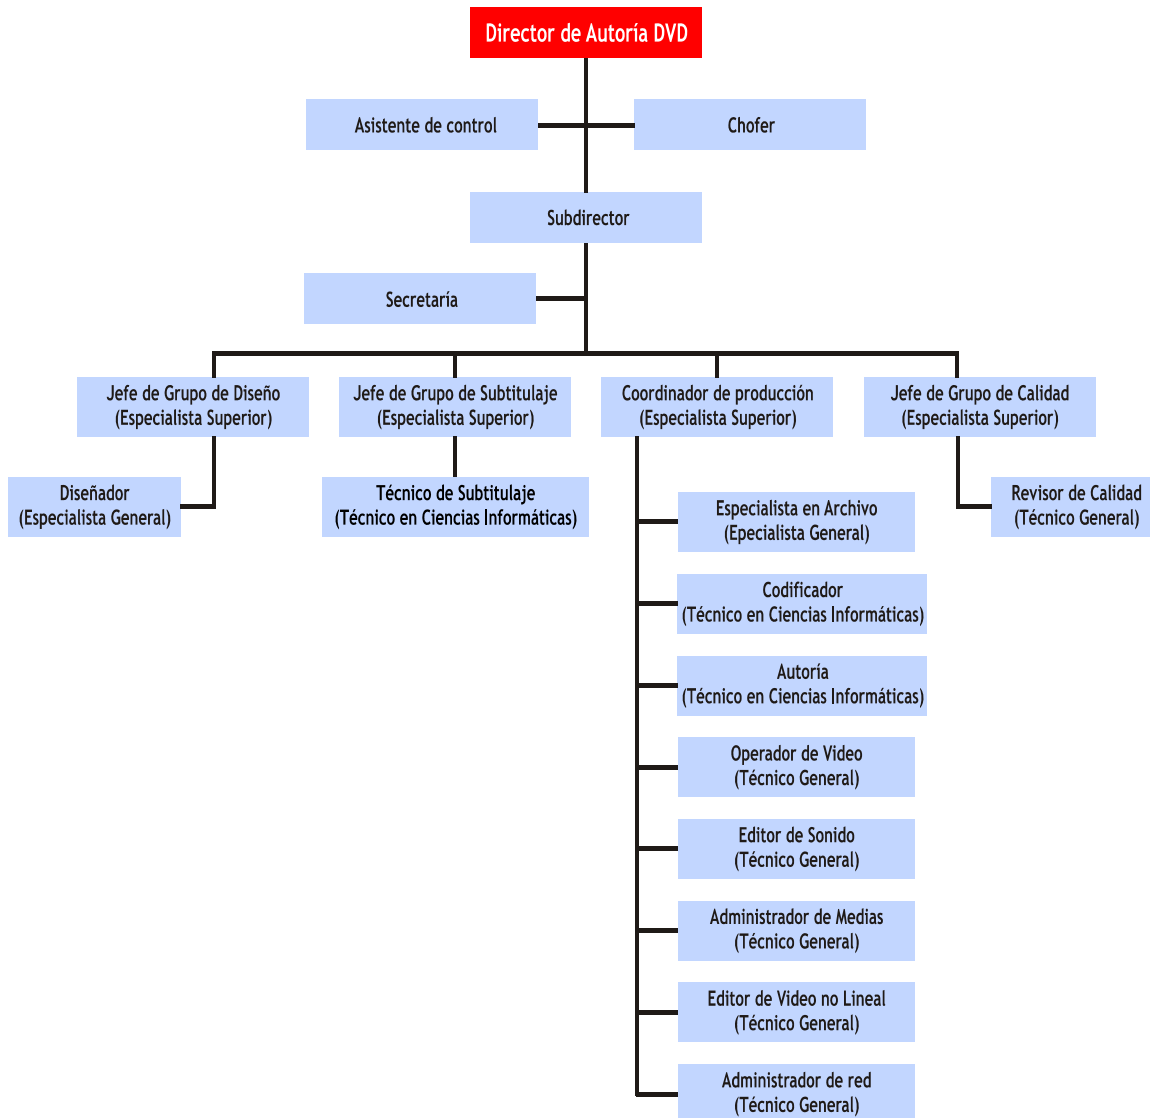 Director de Autoría DVD
Asistente de control
Chofer
Subdirector
Secretaría
Jefe de Grupo de Diseño
(Especialista Superior)
Jefe de Grupo de Subtitulaje
(Especialista Superior)
Coordinador de producción
(Especialista Superior)
Jefe de Grupo de Calidad
(Especialista Superior)
Diseñador
(Especialista General)
Técnico de Subtitulaje
(Técnico en Ciencias Informáticas)
Revisor de Calidad
(Técnico General)
Especialista en Archivo
(Epecialista General)
Codificador
(Técnico en Ciencias Informáticas)
Autoría
(Técnico en Ciencias Informáticas)
Operador de Video
(Técnico General)
Editor de Sonido
(Técnico General)
Administrador de Medias
(Técnico General)
Editor de Video no Lineal
(Técnico General)
Administrador de red
(Técnico General)